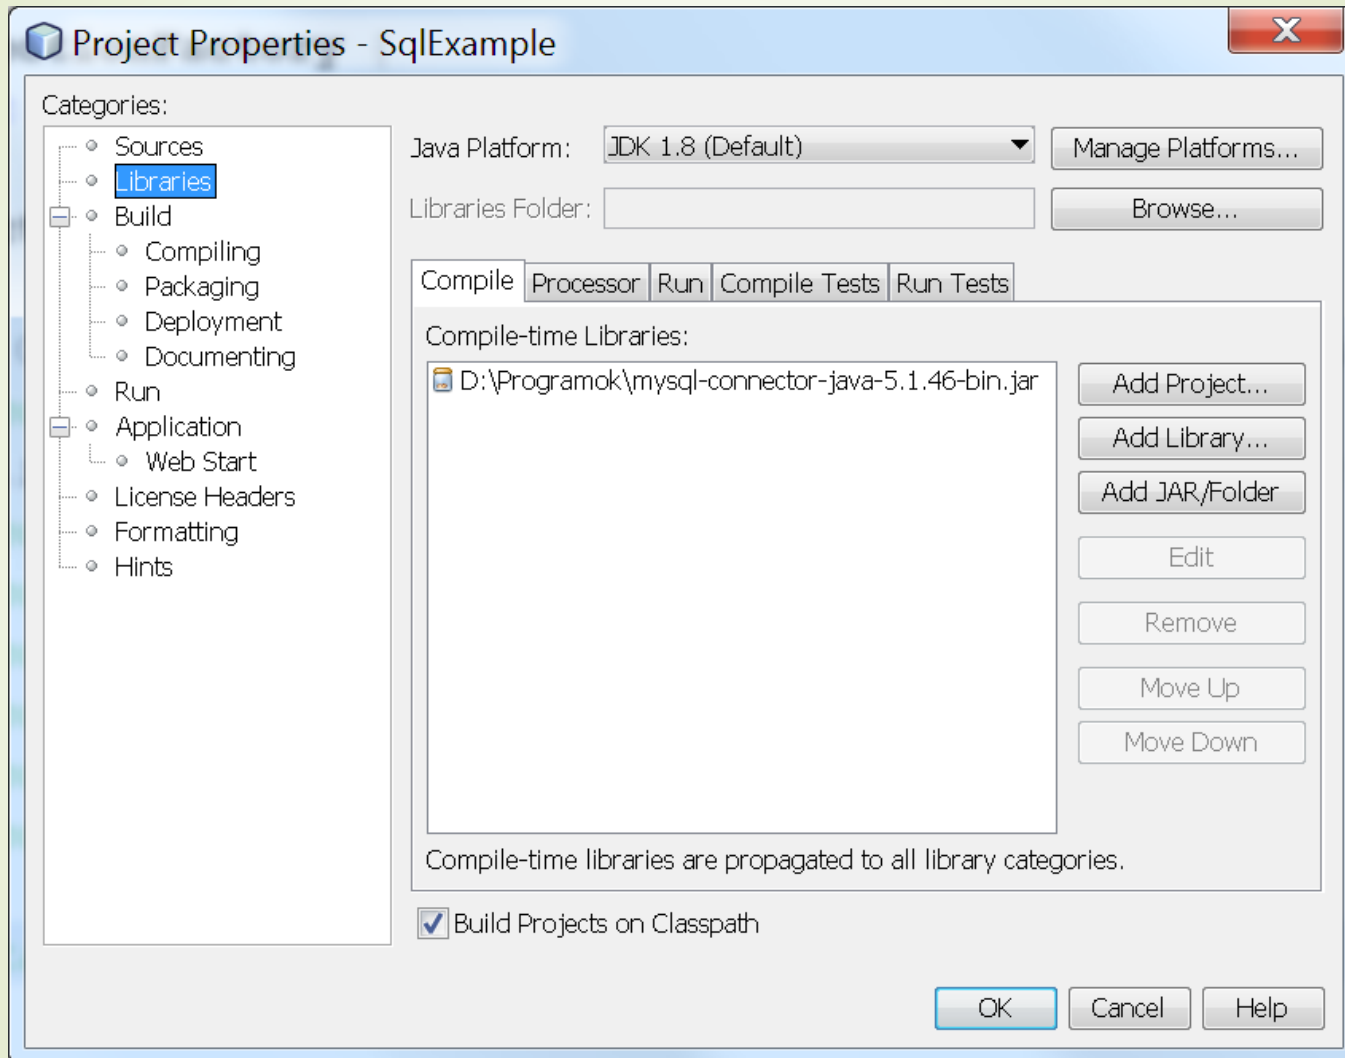 Project Properties - SqlExample
X
Categories:
Sources
Libraries
Build
Compiling
Packaging
Deployment
Documenting
Run
Application
Web Start
License Headers
Formatting
Hints
Java Platform: JDK 1.8 (Default) Manage Platforms...
Libraries Folder: Browse...
Compile Processor Run Compile Tests Run Tests
Compile-time Libraries:
D:\Programok\mysql-connector-java-5.1.46-bin.jar
Add Project...
Add Library...
Add JAR/Folder
Edit
Remove
Move Up
Move Down
Compile-time libraries are propagated to all library categories.
Build Projects on Classpath
OK Cancel Help